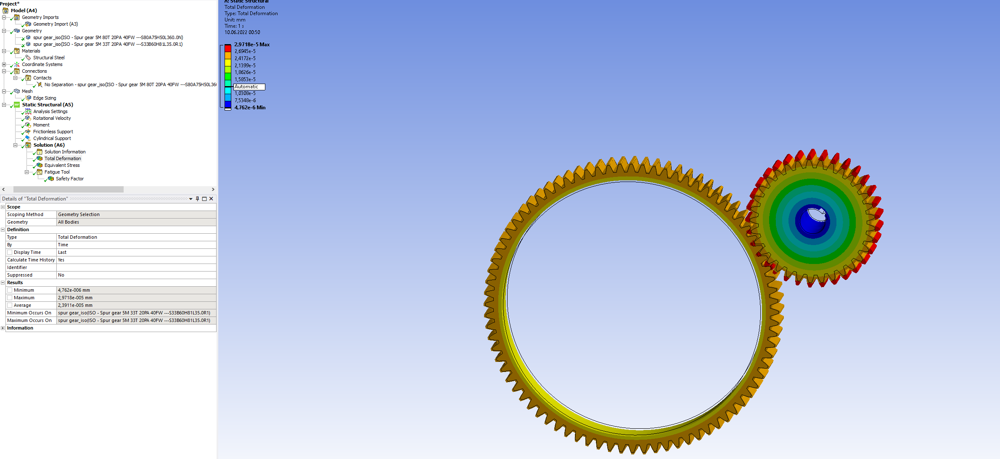 Project*
Model (A4)
Geometry Imports
Geometry Import (A3)
Geometry
spur gear_iso(ISO - Spur gear 5M 80T 20PA 40FW ---S80A75H50L360.0N)
spur gear_iso(ISO - Spur gear 5M 33T 20PA 40FW ---S33B60H81L35.0R1)
Materials
Structural Steel
Coordinate Systems
Connections
Contacts
No Separation - spur gear_iso(ISO - Spur gear 5M 80T 20PA 40FW ---S80A75H50L36
Mesh
Edge Sizing
Static Structural (A5)
Analysis Settings
Rotational Velocity
Moment
Frictionless Support
Cylindrical Support
Solution (A6)
Solution Information
Total Deformation
Equivalent Stress
Fatigue Tool
Safety Factor
Details of "Total Deformation"
Scope
Scoping Method Geometry Selection
Geometry All Bodies
Definition
Type Total Deformation
By Time
Display Time Last
Calculate Time History Yes
Identifier
Suppressed No
Results
Minimum 4,762e-006 mm
Maximum 2,9718e-005 mm
Average 2,3911e-005 mm
Minimum Occurs On spur gear_iso(ISO - Spur gear 5M 33T 20PA 40FW ---S33B60H81L35.0R1)
Maximum Occurs On spur gear_iso(ISO - Spur gear 5M 33T 20PA 40FW ---S33B60H81L35.0R1)
Information
A: Static Structural
Total Deformation
Type: Total Deformation
Unit: mm
Time: 1 s
10.06.2022 00:50
2,9718e-5 Max
2,6945e-5
2,4172e-5
2,1399e-5
1,8626e-5
1,5853e-5
Automatic
1,0308e-5
7,5348e-6
4,762e-6 Min